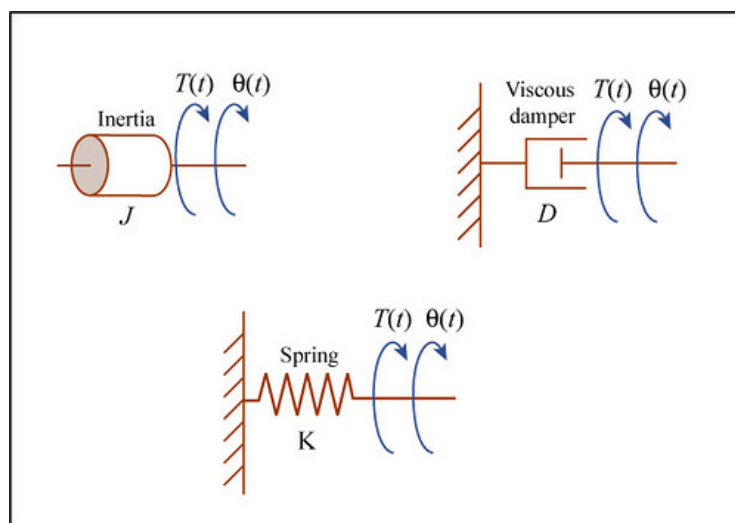 T(t) θ(t)
Inertia
J
Viscous
damper
T(t) θ(t)
D
T(t) θ(t)
Spring
K